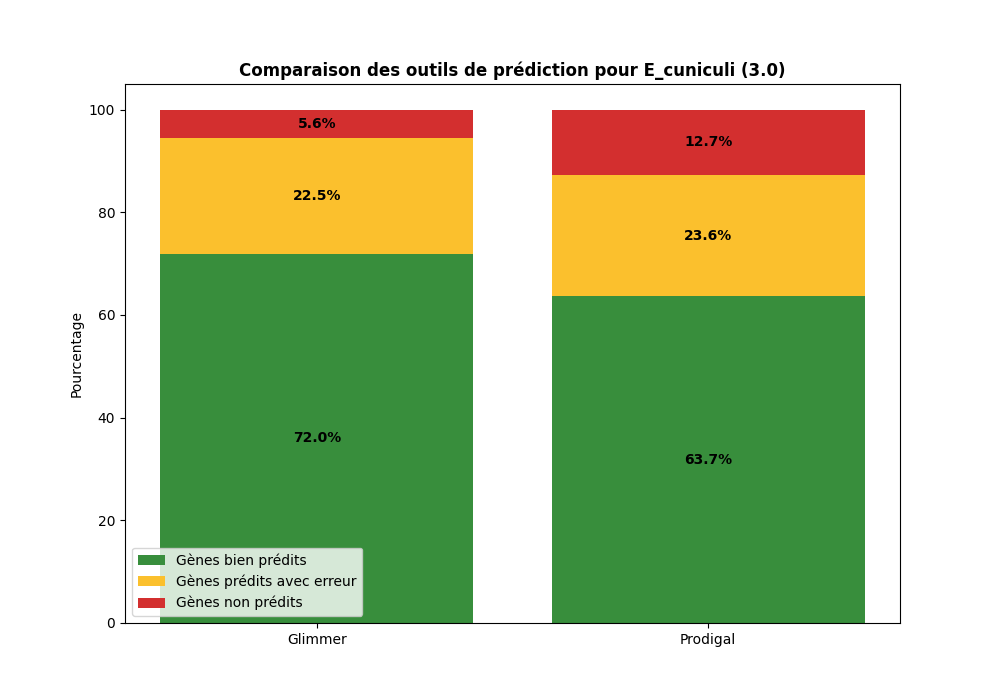 Comparaison des outils de prédiction pour E_cuniculi (3.0)
Pourcentage
100
80
60
40
20
0
5.6%
22.5%
72.0%
12.7%
23.6%
63.7%
Gènes bien prédits
Gènes prédits avec erreur
Gènes non prédits
Glimmer
Prodigal